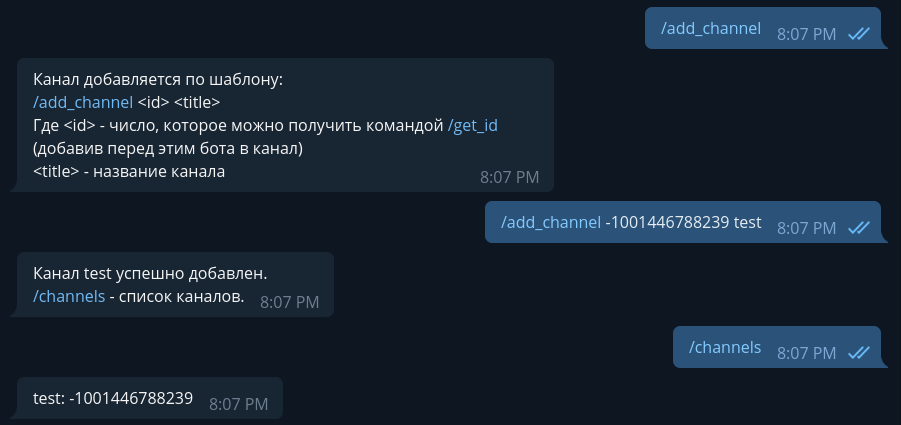 /add_channel 8:07 PM
Канал добавляется по шаблону:
/add_channel <id> <title>
Где <id> - число, которое можно получить командой /get_id
(добавив перед этим бота в канал)
<title> - название канала
8:07 PM
/add_channel -1001446788239 test 8:07 PM
Канал test успешно добавлен.
/channels - список каналов. 8:07 PM
/channels 8:07 PM
test: -1001446788239 8:07 PM